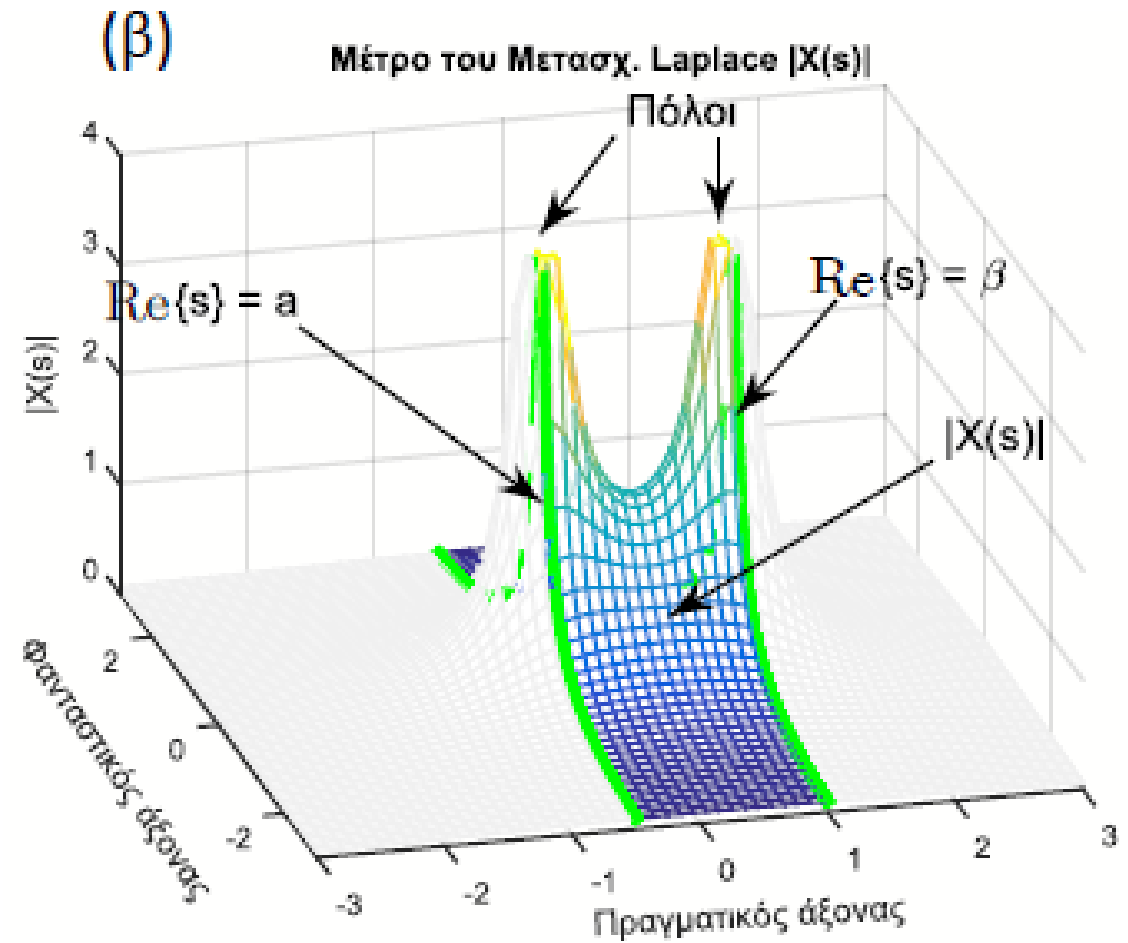 (β)
Μέτρο του Μετασχ. Laplace |X(s)|
Πόλοι
Re{s} = a
Re{s} = β
|X(s)|
|X(s)|
4
3
2
1
0
Φανταστικός άξονας
2
0
-2
-3
-2
-1
0
1
2
3
Πραγματικός άξονας